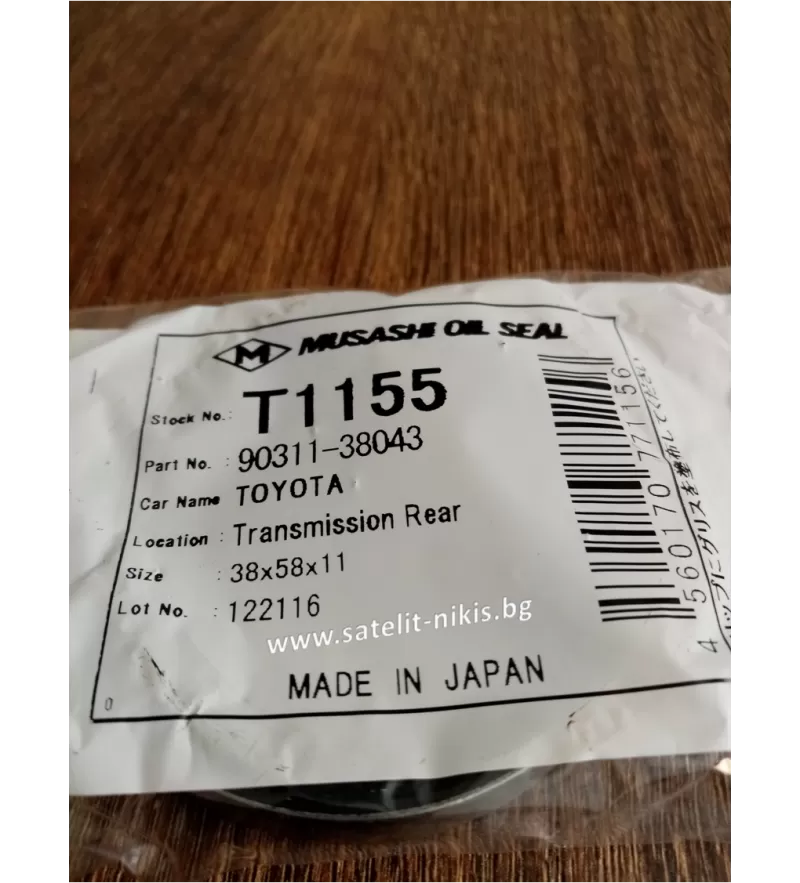 M MUSASHI OIL SEAL
Stock No. : T1155
Part No. : 90311-38043
Car Name TOYOTA
Location : Transmission Rear
Size : 38x58x11
Lot No. : 122116
www.satelit-nikis.bg
MADE IN JAPAN
0
4 560170 771156